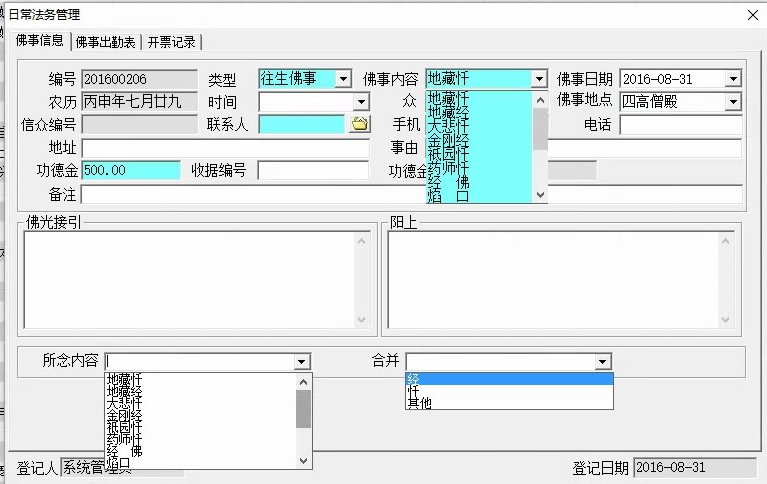 日常法务管理
佛事信息 佛事出勤表 开票记录
编号 201600206 类型 往生佛事 佛事内容 地藏忏 佛事日期 2016-08-31
农历 丙申年七月廿九 时间 众 佛事地点 四高僧殿
信众编号 联系人 手机 电话
地址 事由
功德金 500.00 收据编号 功德金
备注
地藏忏
地藏经
大悲忏
金刚经
祇园忏
药师忏
经 佛
焰 口
佛光接引 阳上
所念内容 合并
地藏忏
地藏经
大悲忏
金刚经
祇园忏
药师忏
经 佛
焰口
经
忏
其他
登记人 系统管理员 登记日期 2016-08-31